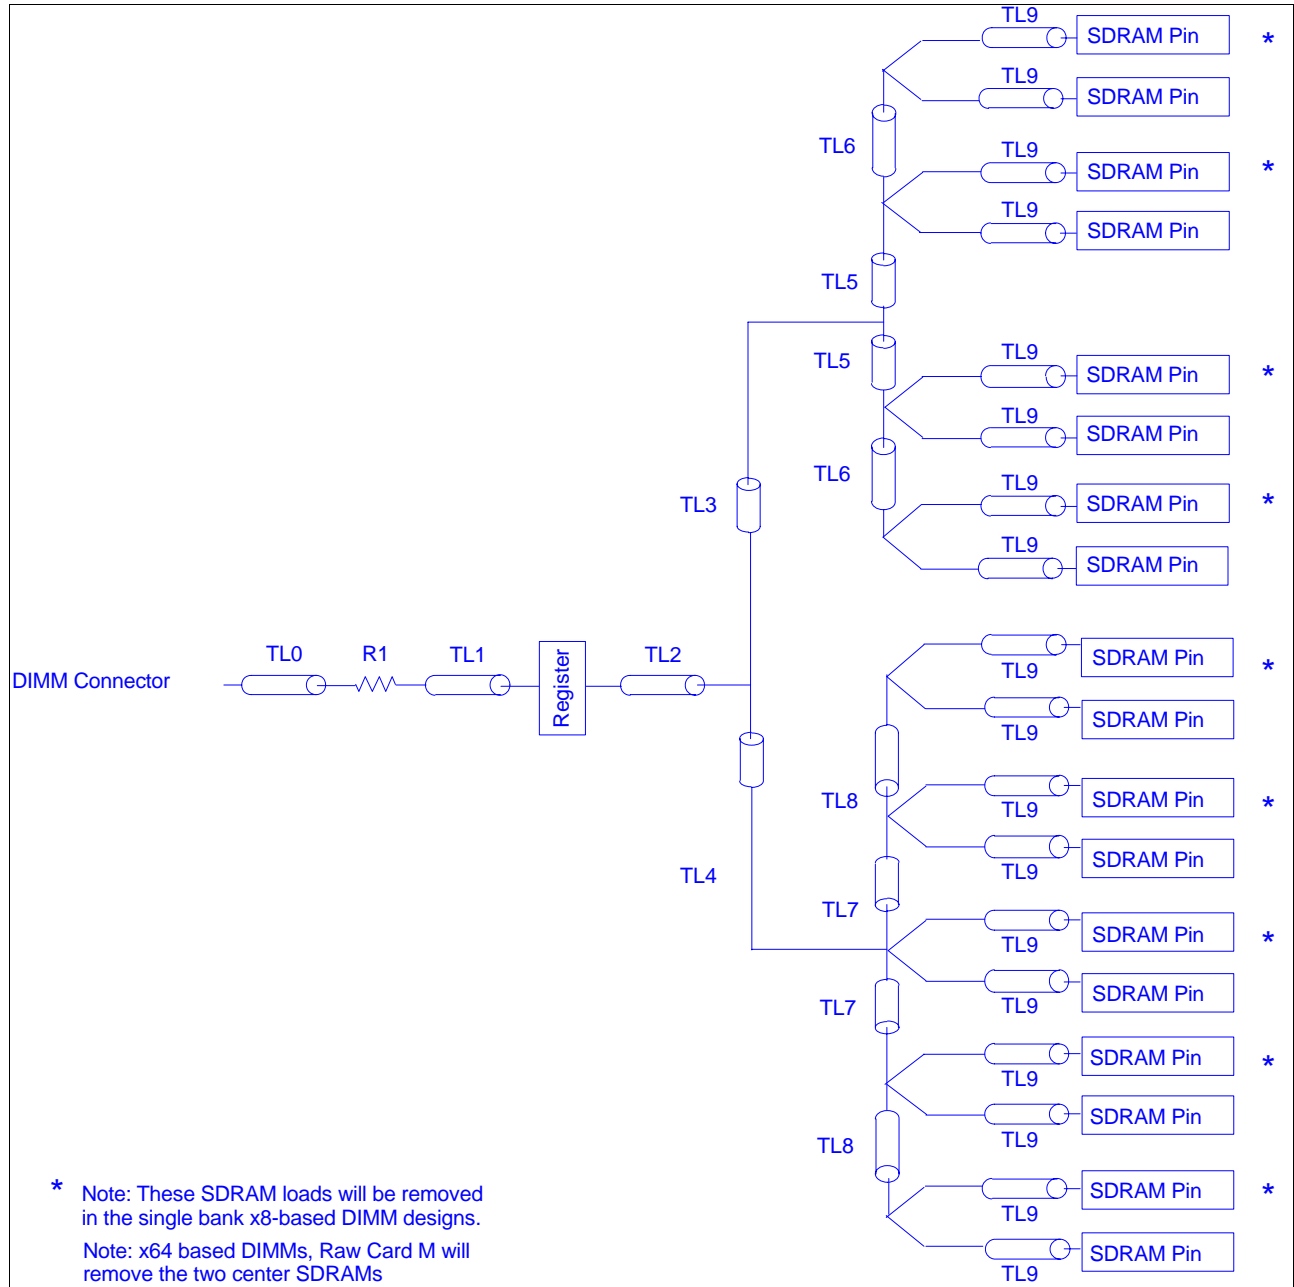 TL9
SDRAM Pin *
TL9
SDRAM Pin
TL6
TL9
SDRAM Pin *
TL9
SDRAM Pin
TL5
TL5
TL9
SDRAM Pin *
TL9
SDRAM Pin
TL6
TL9
SDRAM Pin *
TL9
SDRAM Pin
TL3
DIMM Connector
TL0
R1
TL1
Register
TL2
SDRAM Pin *
TL9
SDRAM Pin
TL9
TL8
SDRAM Pin *
TL9
SDRAM Pin
TL9
TL4
TL7
SDRAM Pin *
TL9
SDRAM Pin
TL9
TL7
SDRAM Pin *
TL9
SDRAM Pin
TL9
TL8
SDRAM Pin *
TL9
SDRAM Pin
TL9
* Note: These SDRAM loads will be removed
in the single bank x8-based DIMM designs.
Note: x64 based DIMMs, Raw Card M will
remove the two center SDRAMs